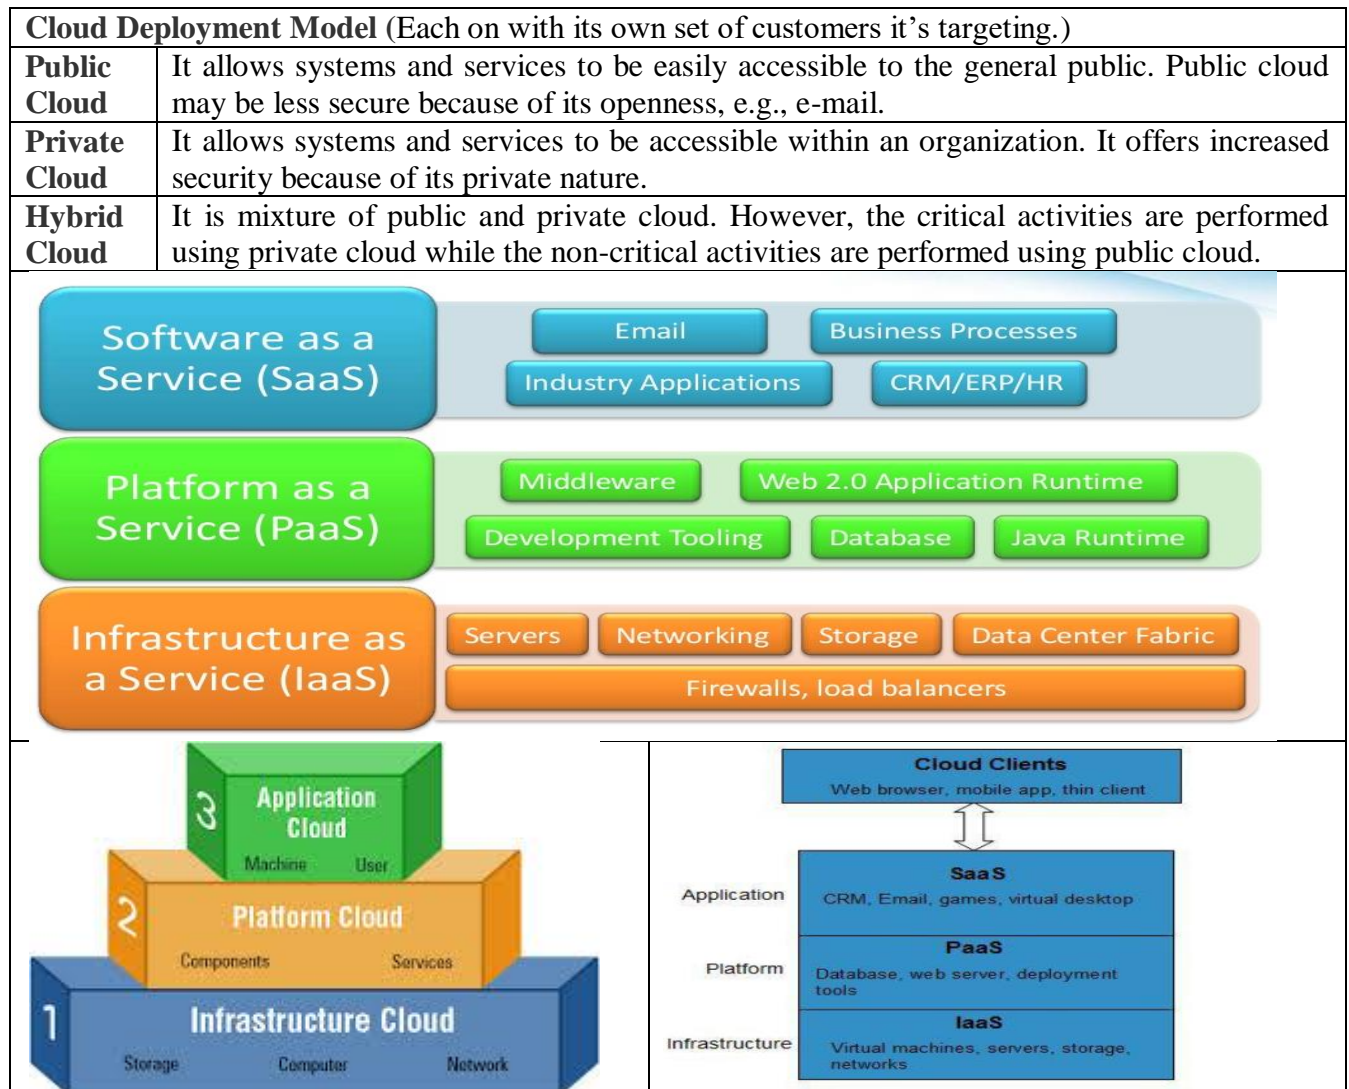 Cloud Deployment Model (Each on with its own set of customers it's targeting.)
Public
Cloud
It allows systems and services to be easily accessible to the general public. Public cloud
may be less secure because of its openness, e.g., e-mail.
Private
Cloud
It allows systems and services to be accessible within an organization. It offers increased
security because of its private nature.
Hybrid
Cloud
It is mixture of public and private cloud. However, the critical activities are performed
using private cloud while the non-critical activities are performed using public cloud.
Software as a
Service (SaaS)
Email
Business Processes
Industry Applications
CRM/ERP/HR
Platform as a
Service (PaaS)
Middleware
Web 2.0 Application Runtime
Development Tooling
Database
Java Runtime
Infrastructure as
a Service (IaaS)
Servers
Networking
Storage
Data Center Fabric
Firewalls, load balancers
3
Application
Cloud
Machine
User
2
Platform Cloud
Components
Services
1
Infrastructure Cloud
Storage
Computer
Network
Cloud Clients
Web browser, mobile app, thin client
Application
SaaS
CRM, Email, games, virtual desktop
Platform
PaaS
Database, web server, deployment
tools
Infrastructure
IaaS
Virtual machines, servers, storage,
networks